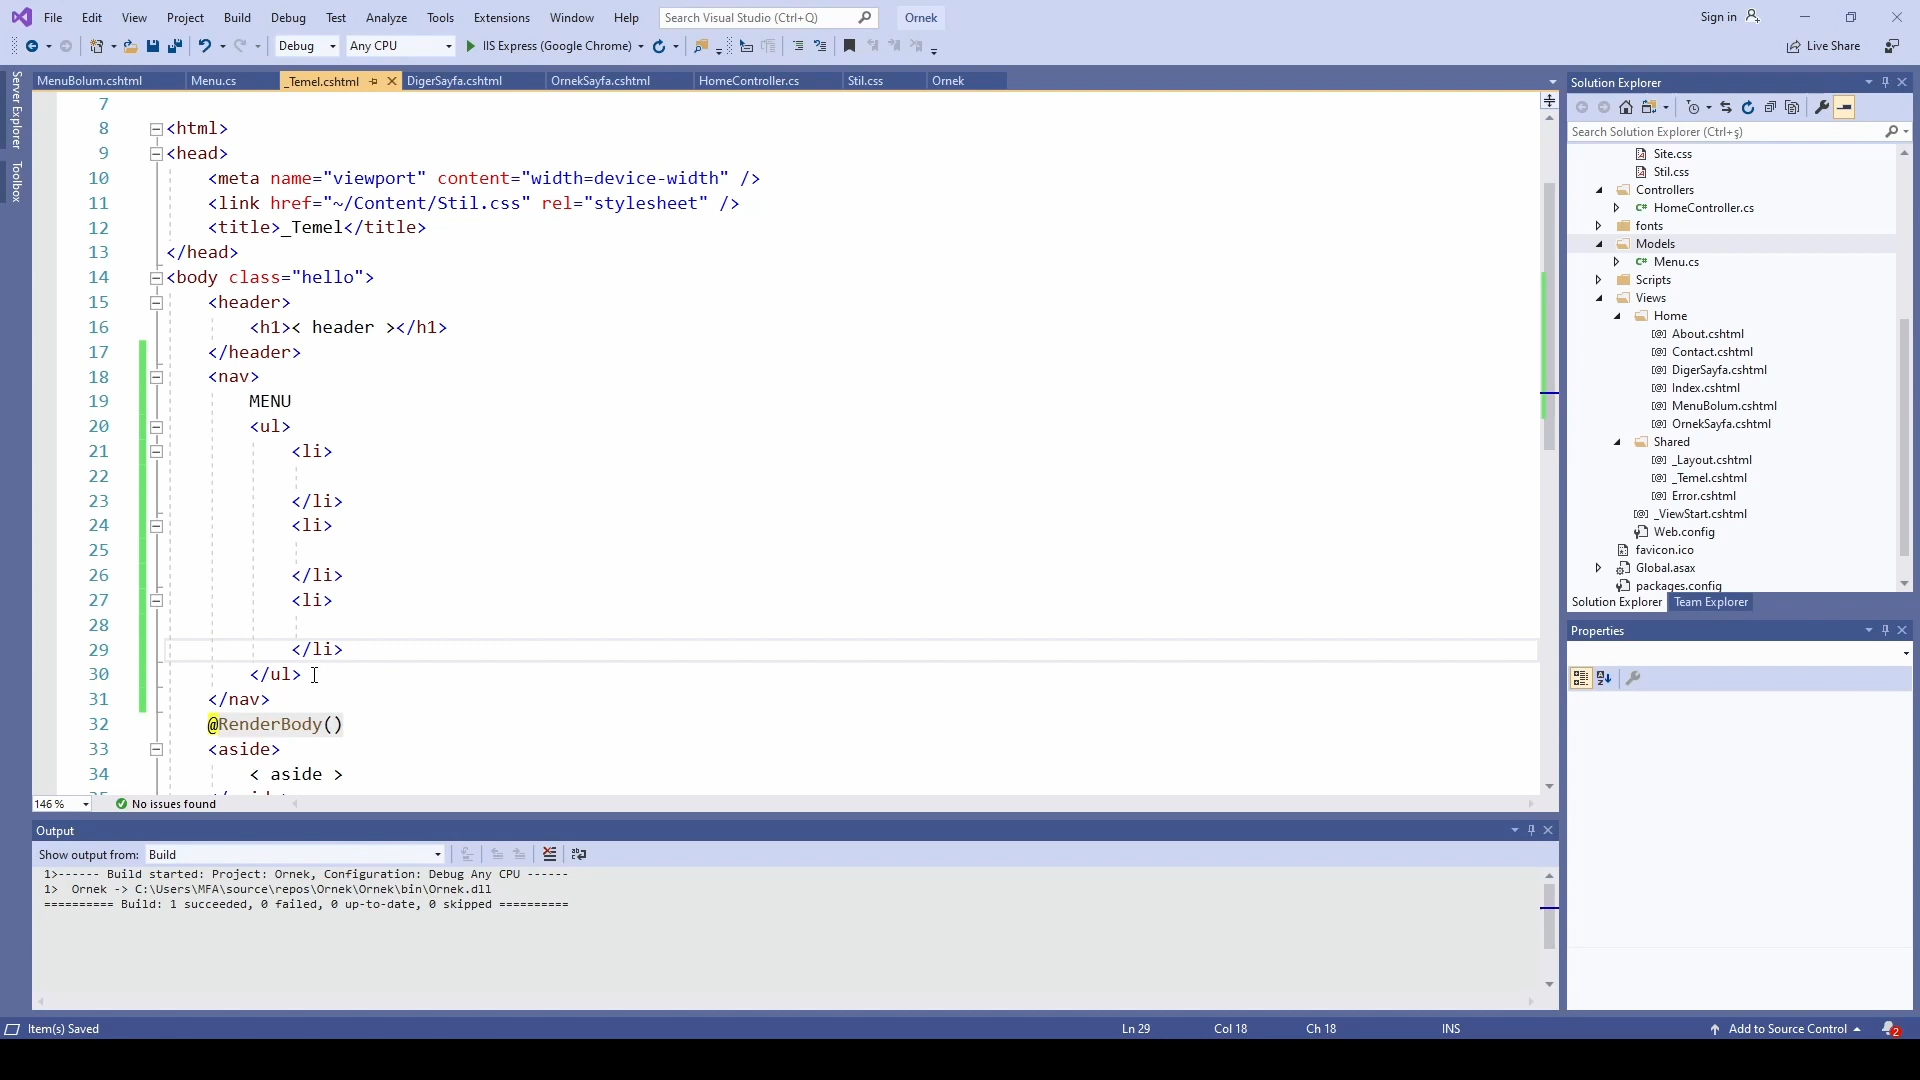 File Edit View Project Build Debug Test Analyze Tools Extensions Window Help Search Visual Studio (Ctrl+Q) Ornek Sign in
Debug Any CPU IIS Express (Google Chrome) Live Share
Server Explorer
Toolbox
MenuBolum.cshtml Menu.cs _Temel.cshtml DigerSayfa.cshtml OrnekSayfa.cshtml HomeController.cs Stil.css Ornek
7
8 <html>
9 <head>
10 <meta name="viewport" content="width=device-width" />
11 <link href="~/Content/Stil.css" rel="stylesheet" />
12 <title>_Temel</title>
13 </head>
14 <body class="hello">
15 <header>
16 <h1>< header ></h1>
17 </header>
18 <nav>
19 MENU
20 <ul>
21 <li>
22
23 </li>
24 <li>
25
26 </li>
27 <li>
28
29 </li>
30 </ul>
31 </nav>
32 @RenderBody()
33 <aside>
34 < aside >
146 % No issues found
Output
Show output from: Build
1>------ Build started: Project: Ornek, Configuration: Debug Any CPU ------
1> Ornek -> C:\Users\MFA\source\repos\Ornek\Ornek\bin\Ornek.dll
========== Build: 1 succeeded, 0 failed, 0 up-to-date, 0 skipped ==========
Solution Explorer
Search Solution Explorer (Ctrl+ş)
Site.css
Stil.css
Controllers
C# HomeController.cs
fonts
Models
C# Menu.cs
Scripts
Views
Home
[@] About.cshtml
[@] Contact.cshtml
[@] DigerSayfa.cshtml
[@] Index.cshtml
[@] MenuBolum.cshtml
[@] OrnekSayfa.cshtml
Shared
[@] _Layout.cshtml
[@] _Temel.cshtml
[@] Error.cshtml
[@] _ViewStart.cshtml
Web.config
favicon.ico
Global.asax
packages.config
Solution Explorer Team Explorer
Properties
Item(s) Saved Ln 29 Col 18 Ch 18 INS Add to Source Control 2